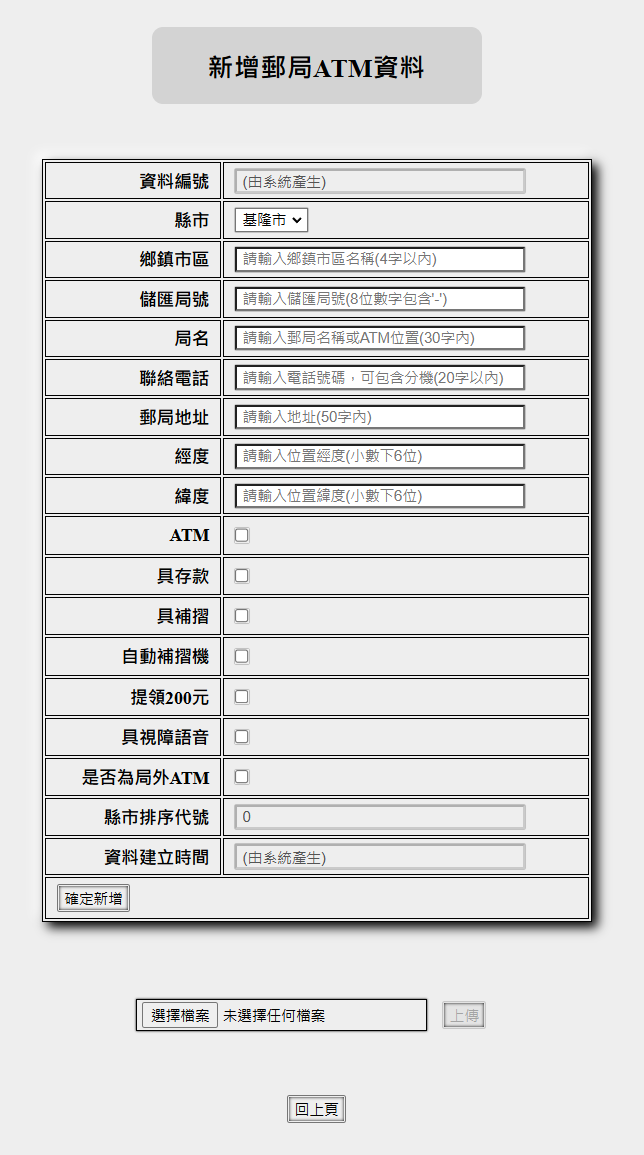 新增郵局ATM資料
資料編號 (由系統產生)
縣市 基隆市
鄉鎮市區 請輸入鄉鎮市區名稱(4字以內)
儲匯局號 請輸入儲匯局號(8位數字包含'-')
局名 請輸入郵局名稱或ATM位置(30字內)
聯絡電話 請輸入電話號碼，可包含分機(20字以內)
郵局地址 請輸入地址(50字內)
經度 請輸入位置經度(小數下6位)
緯度 請輸入位置緯度(小數下6位)
ATM
具存款
具補摺
自動補摺機
提領200元
具視障語音
是否為局外ATM
縣市排序代號 0
資料建立時間 (由系統產生)
確定新增
選擇檔案 未選擇任何檔案 上傳
回上頁